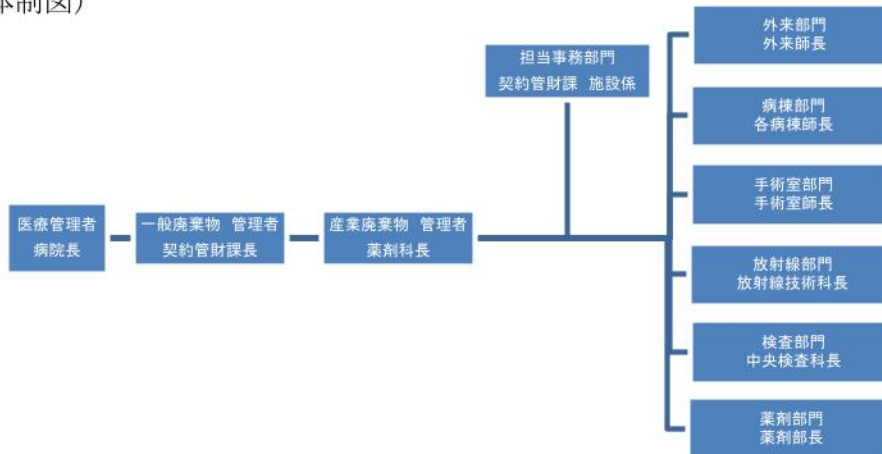 体制図）
担当事務部門
契約管財課 施設係
医療管理者
病院長
一般廃棄物 管理者
契約管財課長
産業廃棄物 管理者
薬剤科長
外来部門
外来師長
病棟部門
各病棟師長
手術室部門
手術室師長
放射線部門
放射線技術科長
検査部門
中央検査科長
薬剤部門
薬剤部長